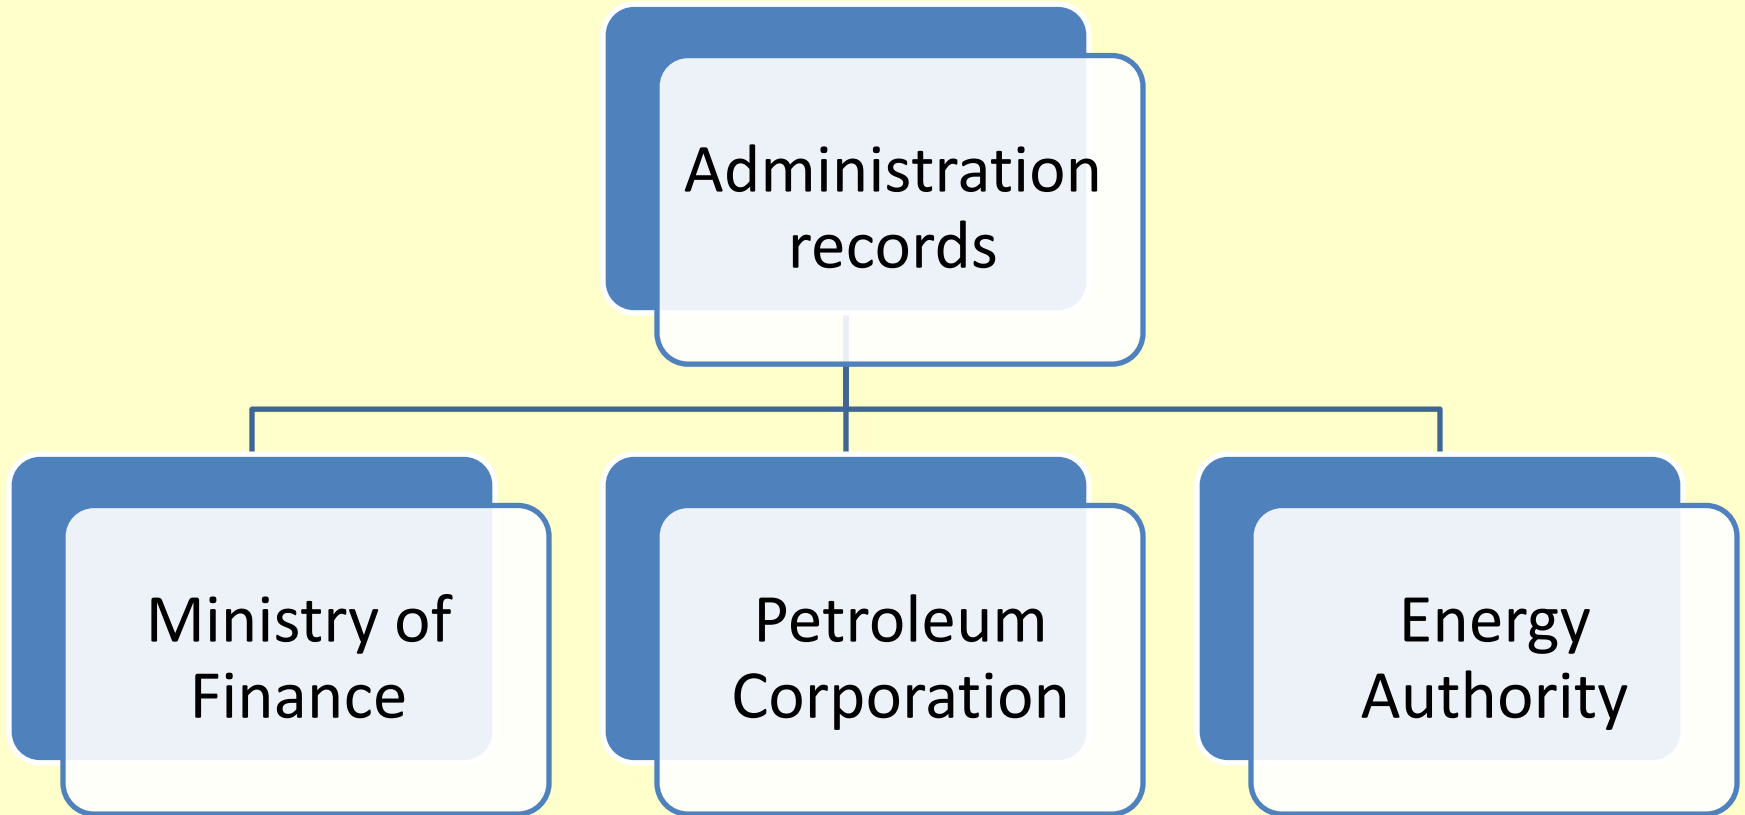 Administration
records
Ministry of
Finance
Petroleum
Corporation
Energy
Authority